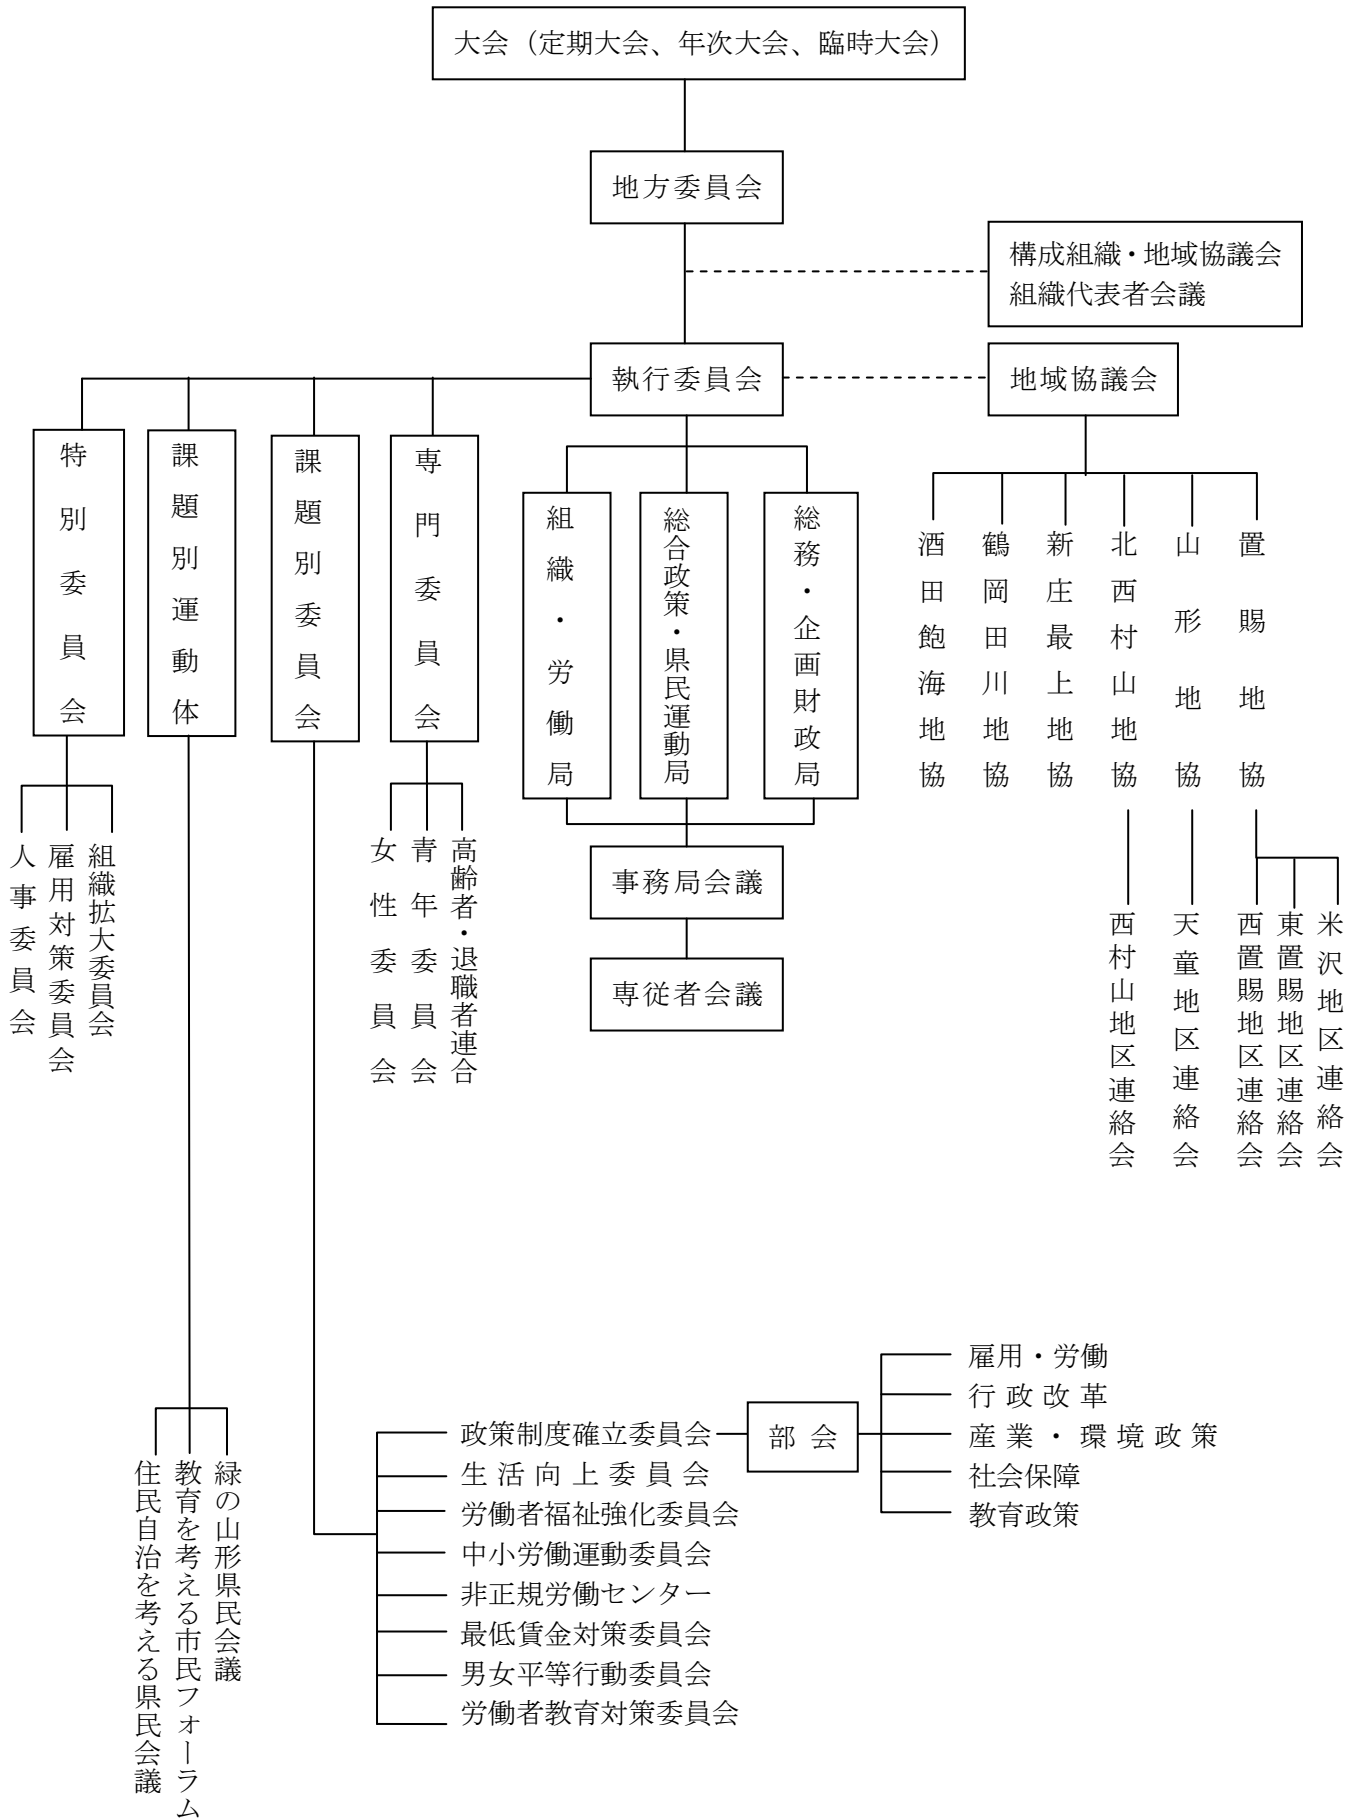 大会（定期大会、年次大会、臨時大会）
地方委員会
構成組織・地域協議会
組織代表者会議
執行委員会
地域協議会
特別委員会
課題別運動体
課題別委員会
専門委員会
組織・労働局
総合政策・県民運動局
総務・企画財政局
酒田飽海地協
鶴岡田川地協
新庄最上地協
北西村山地協
山形地協
置賜地協
人事委員会
雇用対策委員会
組織拡大委員会
女性委員会
青年委員会
高齢者・退職者連合
事務局会議
専従者会議
西村山地区連絡会
天童地区連絡会
西置賜地区連絡会
東置賜地区連絡会
米沢地区連絡会
住民自治を考える県民会議
教育を考える市民フォーラム
緑の山形県民会議
政策制度確立委員会
生活向上委員会
労働者福祉強化委員会
中小労働運動委員会
非正規労働センター
最低賃金対策委員会
男女平等行動委員会
労働者教育対策委員会
部会
雇用・労働
行政改革
産業・環境政策
社会保障
教育政策